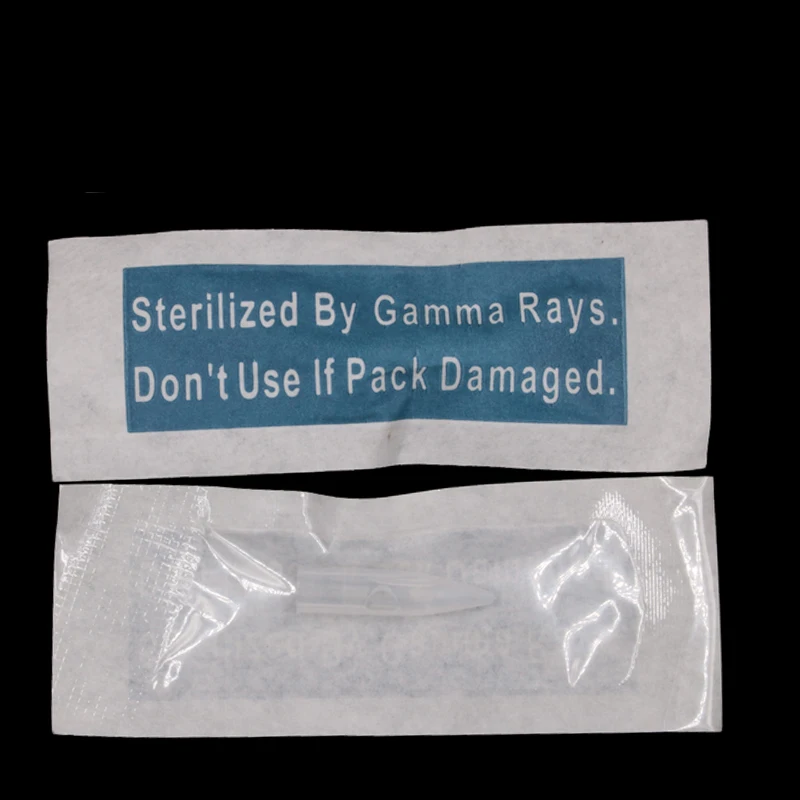 Sterilized By Gamma Rays.
Don't Use If Pack Damaged.